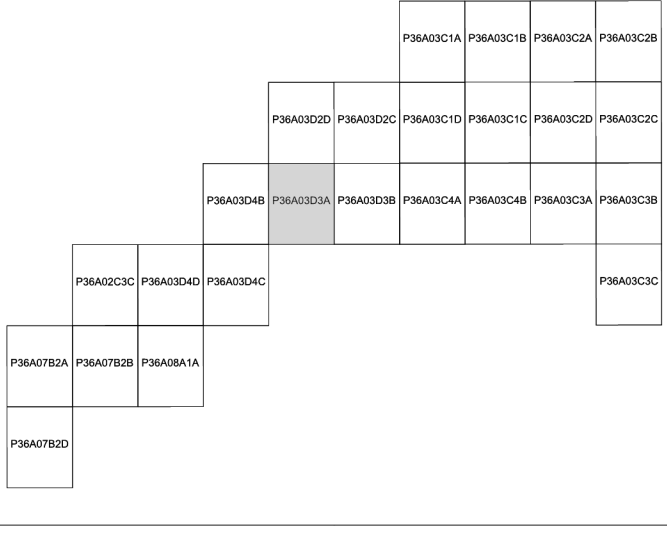 P36A03C1A P36A03C1B P36A03C2A P36A03C2B
P36A03D2D P36A03D2C P36A03C1D P36A03C1C P36A03C2D P36A03C2C
P36A03D4B P36A03D3A P36A03D3B P36A03C4A P36A03C4B P36A03C3A P36A03C3B
P36A02C3C P36A03D4D P36A03D4C P36A03C3C
P36A07B2A P36A07B2B P36A08A1A
P36A07B2D